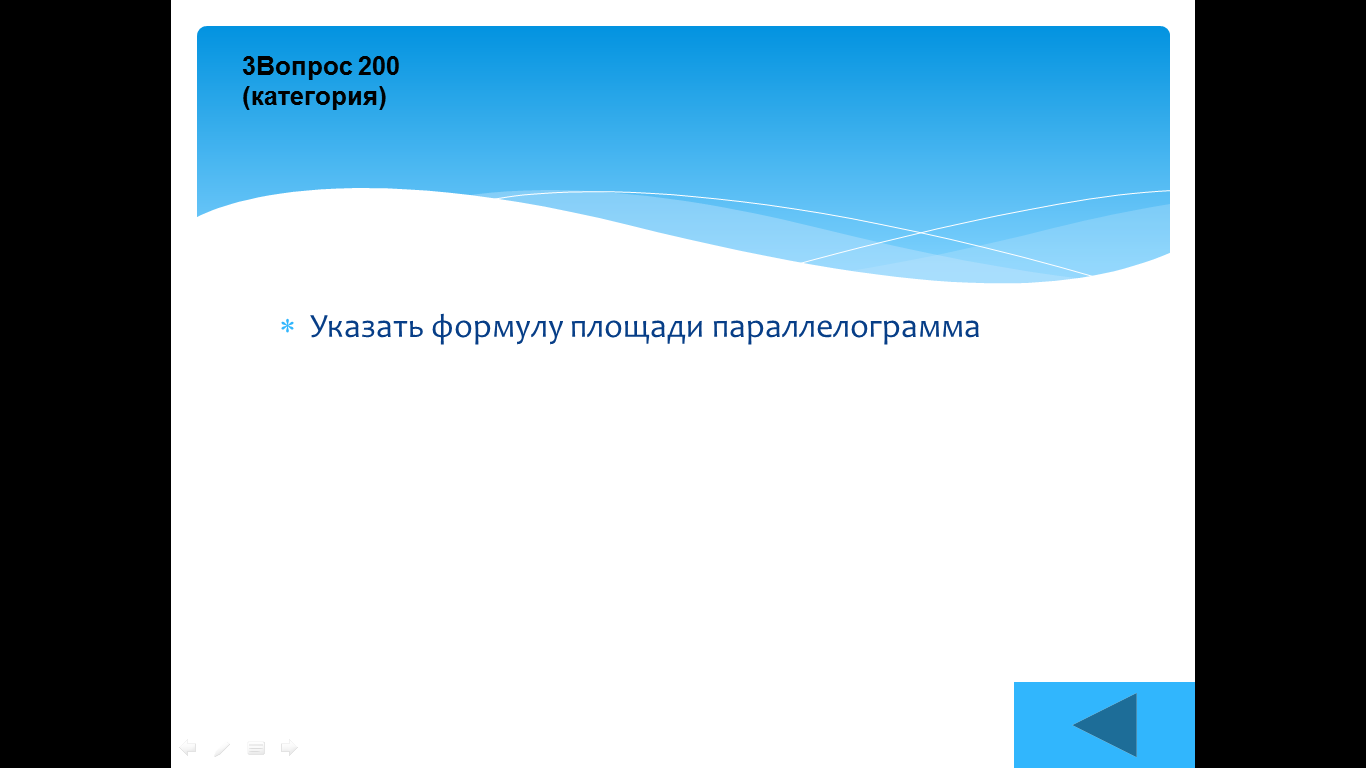 3Вопрос 200
(категория)
* Указать формулу площади параллелограмма